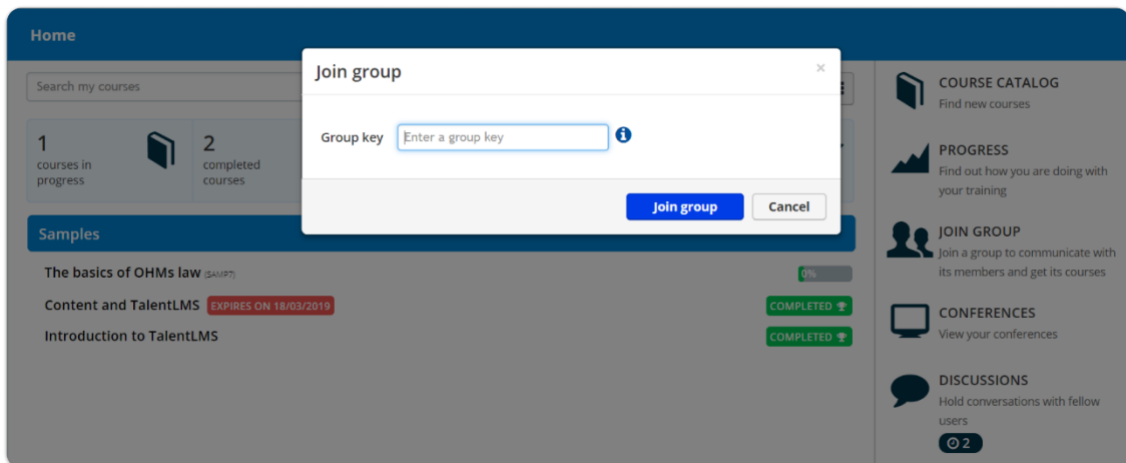 Home
Join group
×
Search my courses
Group key
Enter a group key
1
courses in
progress
2
completed
courses
Join group
Cancel
Samples
The basics of OHMs law (SAMP7)
0%
Content and TalentLMS EXPIRES ON 18/03/2019
COMPLETED
Introduction to TalentLMS
COMPLETED
COURSE CATALOG
Find new courses
PROGRESS
Find out how you are doing with
your training
JOIN GROUP
Join a group to communicate with
its members and get its courses
CONFERENCES
View your conferences
DISCUSSIONS
Hold conversations with fellow
users
2